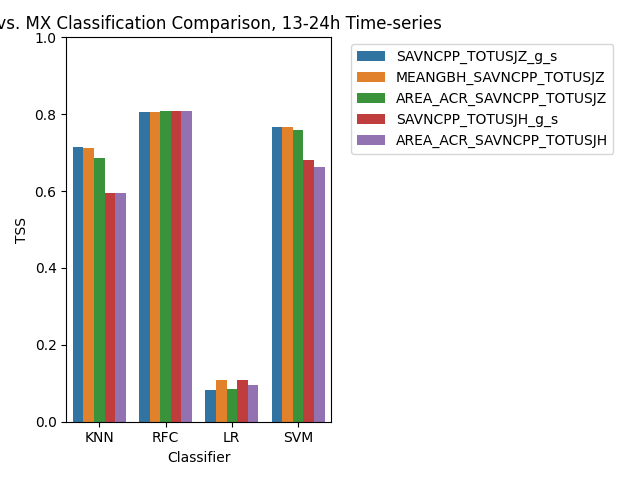 vs. MX Classification Comparison, 13-24h Time-series
1.0
0.8
0.6
0.4
0.2
0.0
TSS
KNN RFC LR SVM
Classifier
SAVNCPP_TOTUSJZ_g_s
MEANGBH_SAVNCPP_TOTUSJZ
AREA_ACR_SAVNCPP_TOTUSJZ
SAVNCPP_TOTUSJH_g_s
AREA_ACR_SAVNCPP_TOTUSJH